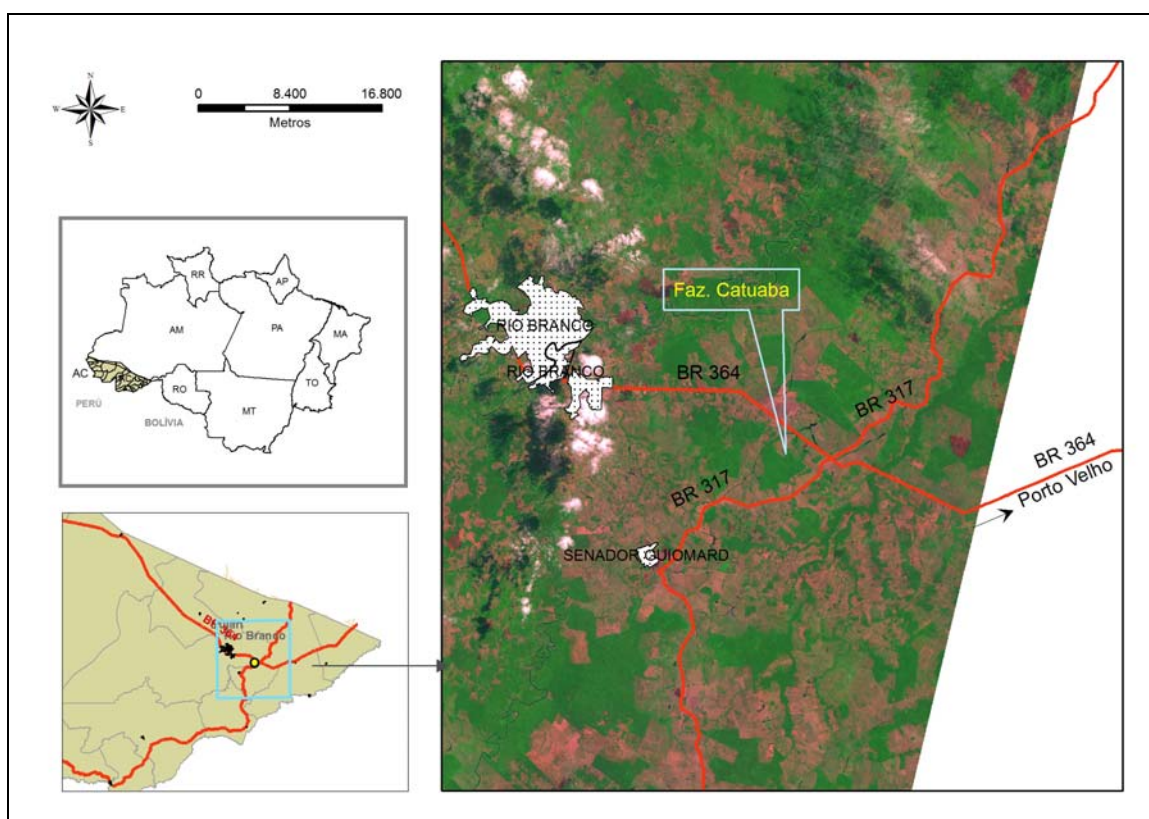 N
W E
S
0 8.400 16.800
Metros
RR
AP
AM
PA
MA
AC
RO
TO
MT
PERÚ
BOLÍVIA
Rio Branco
Faz. Catuaba
RIO BRANCO
RIO BRANCO
BR 364
BR 317
BR 317
BR 364
Porto Velho
SENADOR GUIOMARD